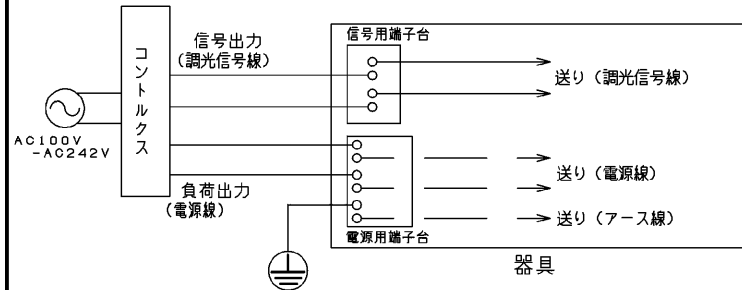 信号用端子台
信号出力
(調光信号線)
送り(調光信号線)
コントルクス
AC100V
-AC242V
送り(電源線)
負荷出力
(電源線)
送り(アース線)
電源用端子台
器具